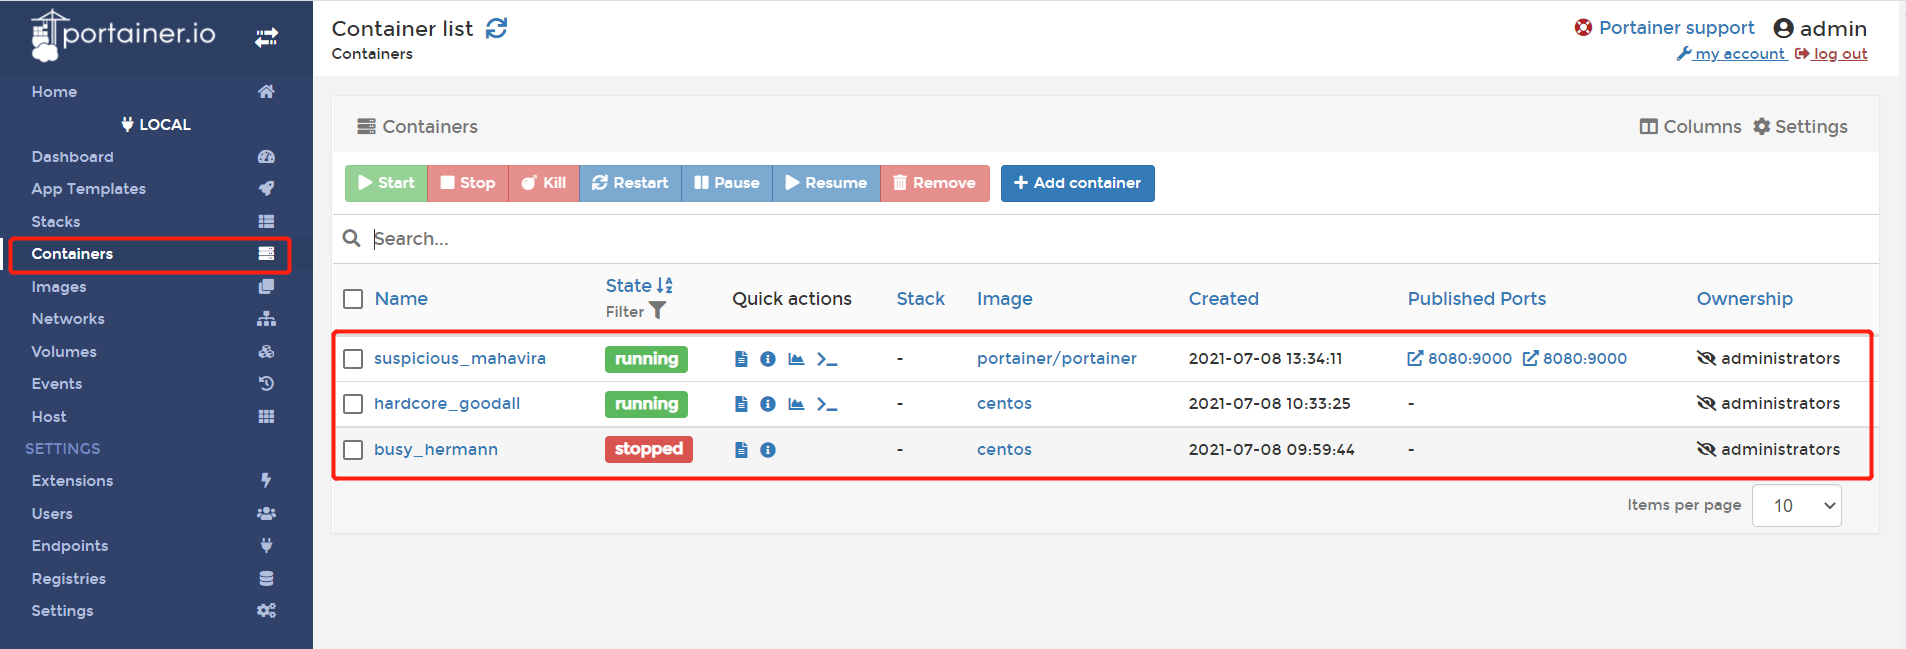 portainer.io
Home
LOCAL
Dashboard
App Templates
Stacks
Containers
Images
Networks
Volumes
Events
Host
SETTINGS
Extensions
Users
Endpoints
Registries
Settings
Container list
Containers
Portainer support admin
my account log out
Containers
Columns Settings
Start Stop Kill Restart Pause Resume Remove Add container
Search...
Name State Filter Quick actions Stack Image Created Published Ports Ownership
suspicious_mahavira running - portainer/portainer 2021-07-08 13:34:11 8080:9000 8080:9000 administrators
hardcore_goodall running - centos 2021-07-08 10:33:25 - administrators
busy_hermann stopped - centos 2021-07-08 09:59:44 - administrators
Items per page 10